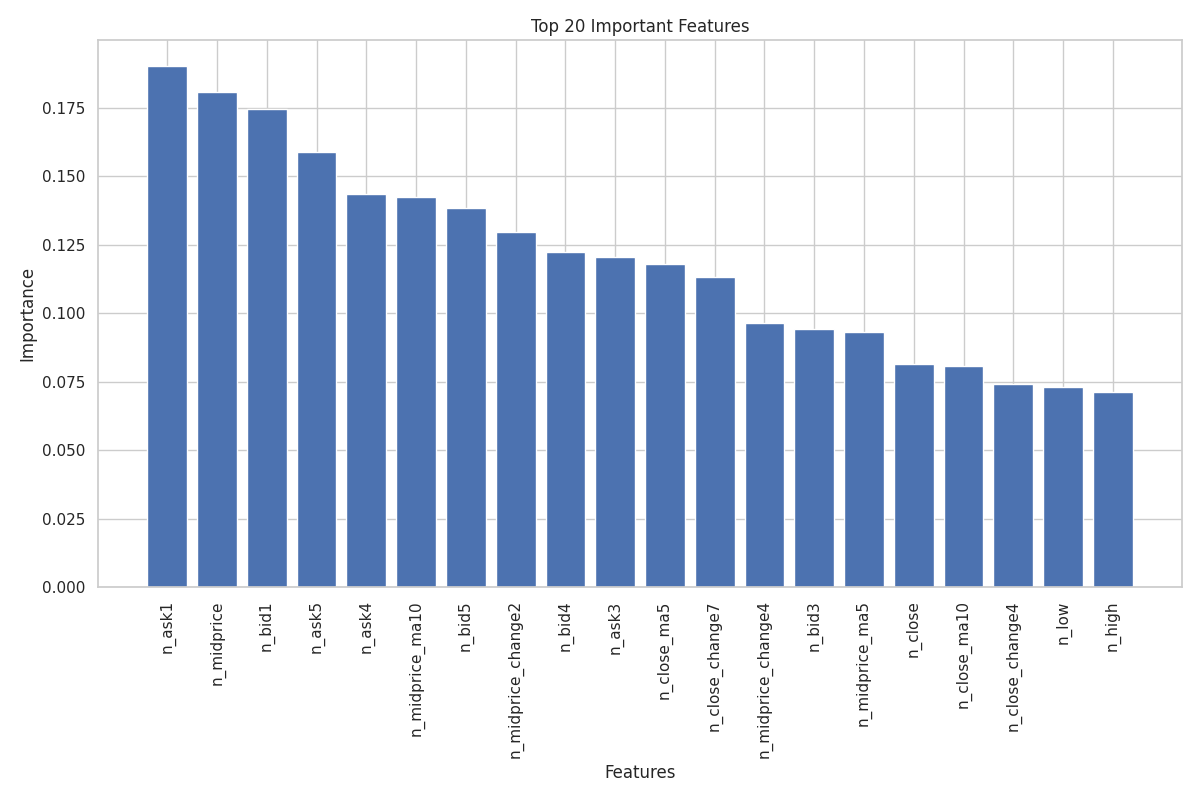 Top 20 Important Features
Importance
0.175
0.150
0.125
0.100
0.075
0.050
0.025
0.000
n_ask1
n_midprice
n_bid1
n_ask5
n_ask4
n_midprice_ma10
n_bid5
n_midprice_change2
n_bid4
n_ask3
n_close_ma5
n_close_change7
n_midprice_change4
n_bid3
n_midprice_ma5
n_close
n_close_ma10
n_close_change4
n_low
n_high
Features